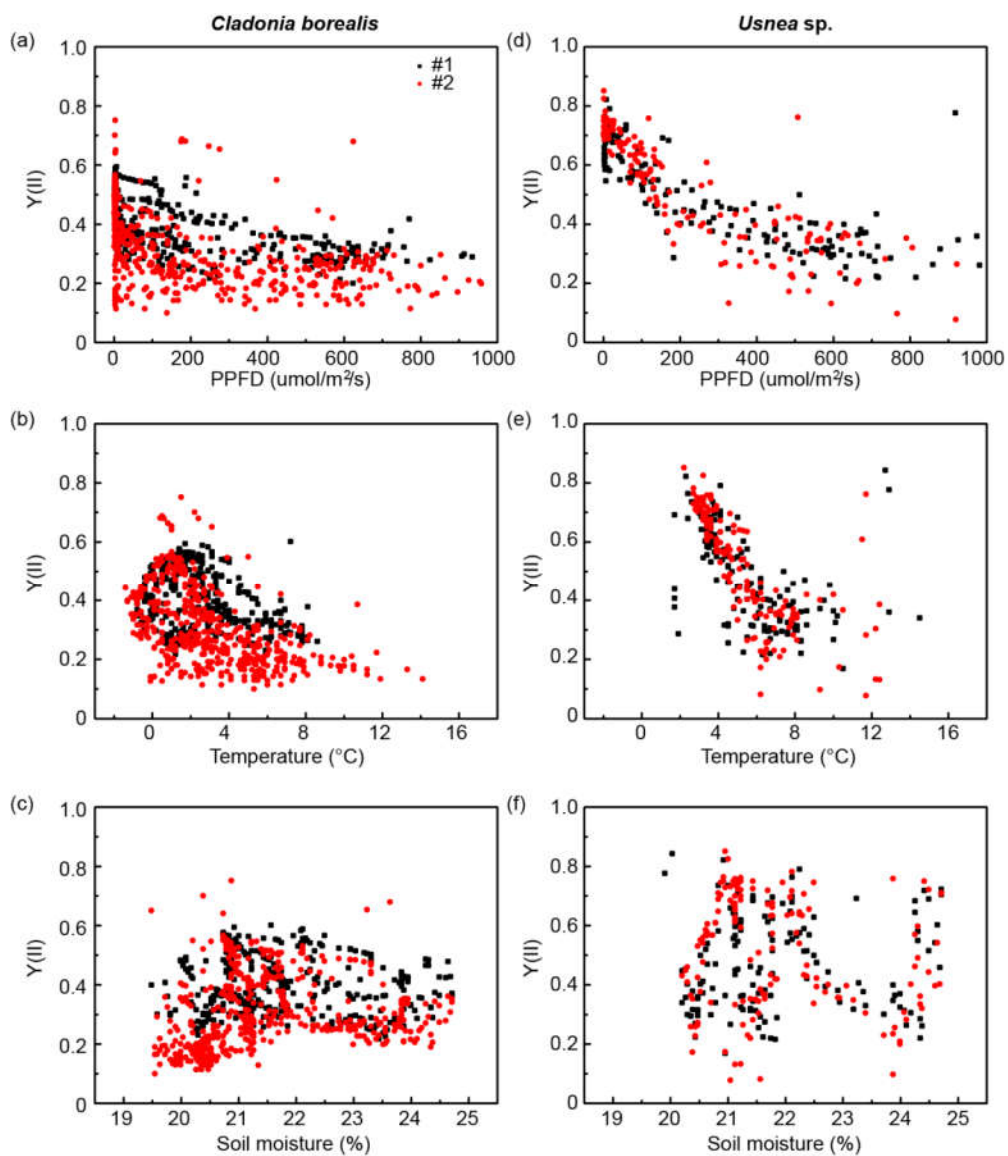 Cladonia borealis
Usnea sp.
(a)
1.0
0.8
0.6
0.4
0.2
0
Y(II)
#1
#2
0 200 400 600 800 1000
PPFD (umol/m²/s)
(d)
1.0
0.8
0.6
0.4
0.2
0
Y(II)
0 200 400 600 800 1000
PPFD (umol/m²/s)
(b)
1.0
0.8
0.6
0.4
0.2
0
Y(II)
0 4 8 12 16
Temperature (°C)
(e)
1.0
0.8
0.6
0.4
0.2
0
Y(II)
0 4 8 12 16
Temperature (°C)
(c)
1.0
0.8
0.6
0.4
0.2
0
Y(II)
19 20 21 22 23 24 25
Soil moisture (%)
(f)
1.0
0.8
0.6
0.4
0.2
0
Y(II)
19 20 21 22 23 24 25
Soil moisture (%)